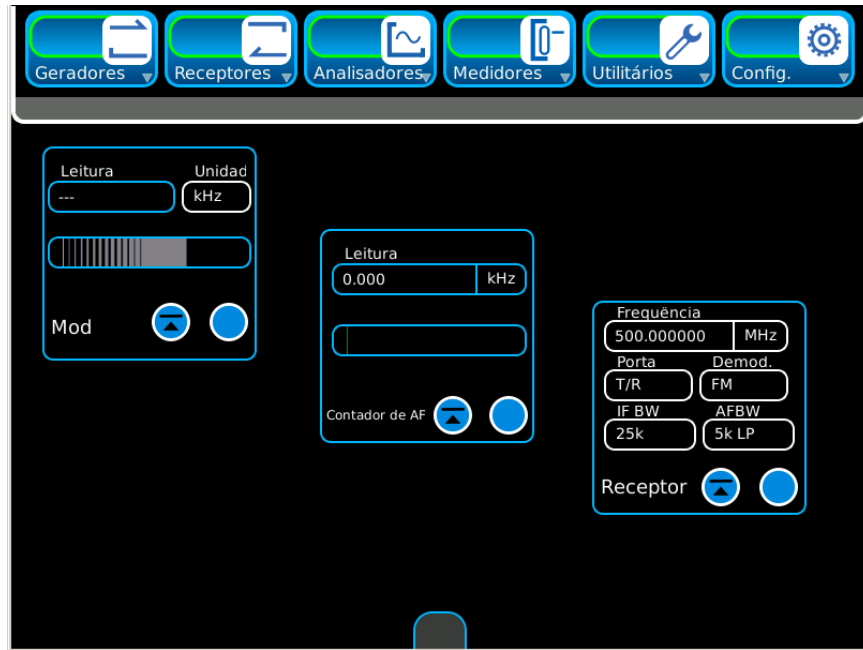 Geradores
Receptores
Analisadores
Medidores
Utilitários
Config.
Leitura
Unidad
---
kHz
Mod
Leitura
0.000
kHz
Contador de AF
Frequência
500.000000
MHz
Porta
Demod.
T/R
FM
IF BW
AFBW
25k
5k LP
Receptor